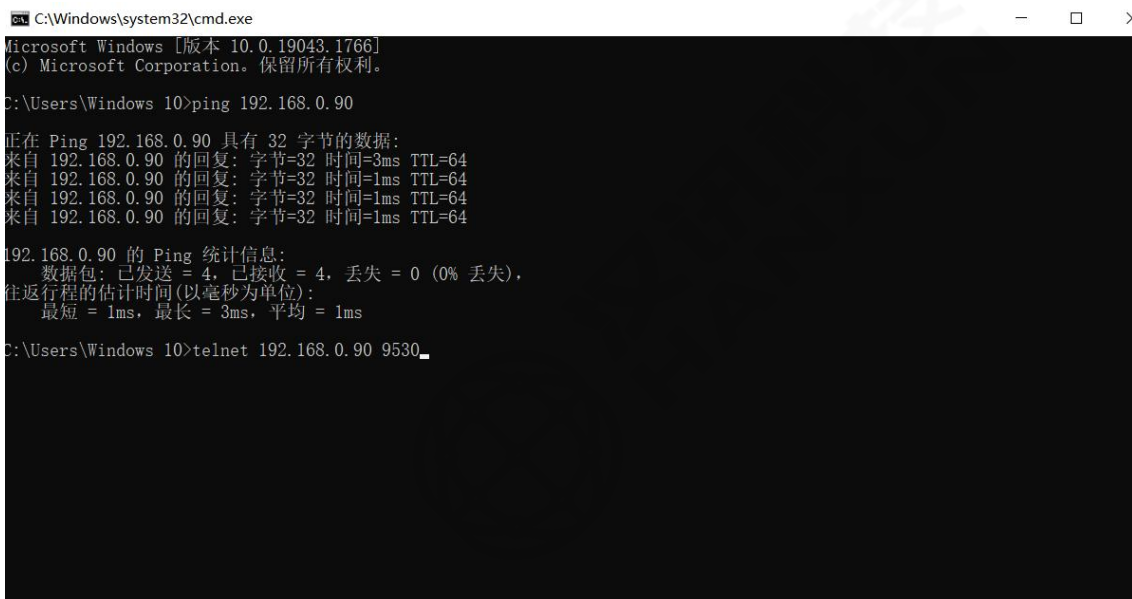 C:\Windows\system32\cmd.exe
Microsoft Windows [版本 10.0.19043.1766]
(c) Microsoft Corporation。保留所有权利。
C:\Users\Windows 10>ping 192.168.0.90
正在 Ping 192.168.0.90 具有 32 字节的数据:
来自 192.168.0.90 的回复: 字节=32 时间=3ms TTL=64
来自 192.168.0.90 的回复: 字节=32 时间=1ms TTL=64
来自 192.168.0.90 的回复: 字节=32 时间=1ms TTL=64
来自 192.168.0.90 的回复: 字节=32 时间=1ms TTL=64
192.168.0.90 的 Ping 统计信息:
数据包: 已发送 = 4，已接收 = 4，丢失 = 0 (0% 丢失)，
往返行程的估计时间(以毫秒为单位):
最短 = 1ms，最长 = 3ms，平均 = 1ms
C:\Users\Windows 10>telnet 192.168.0.90 9530